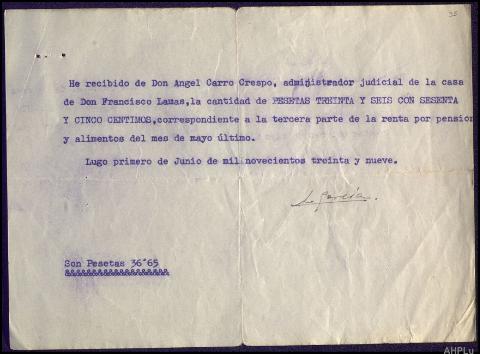 35
He recibido de Don Angel Carro Crespo, administrador judicial de la casa
de Don Francisco Lamas,la cantidad de PESETAS TREINTA Y SEIS CON SESENTA
Y CINCO CENTIMOS,correspondiente a la tercera parte de la renta por pension
y alimentos del mes de mayo último.
Lugo primero de Junio de mil novecientos treinta y nueve.
García.
Son Pesetas 36'65
&&&&&&&&&&&&&&&&&&&
AHPLu